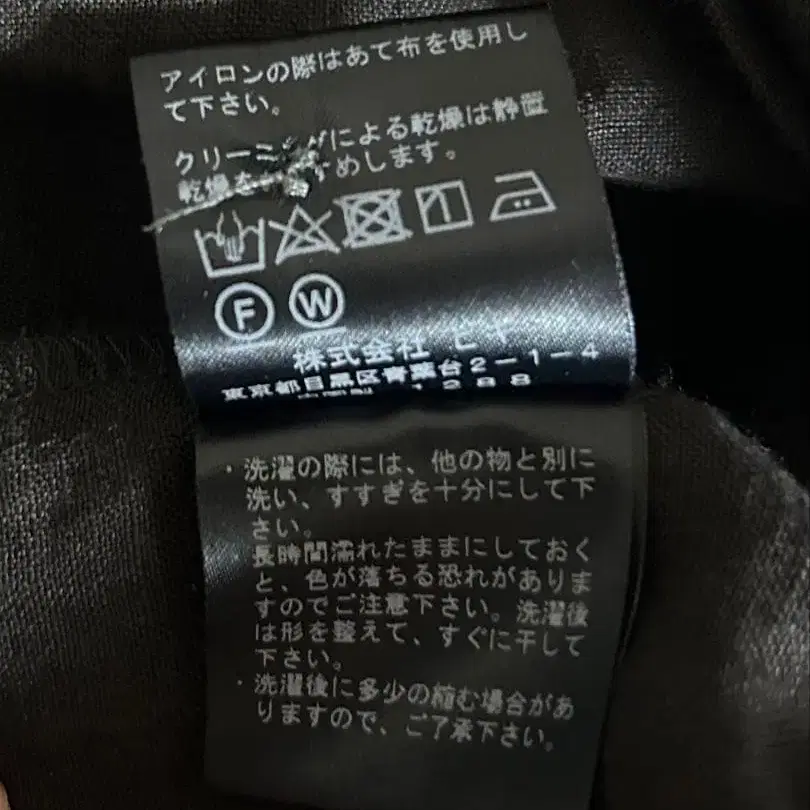 アイロンの際はあて布を使用し
て下さい。
クリーニングによる乾燥は静置
乾燥をおすすめします。
F W
株式会社 ビギ
東京都目黒区青葉台2-1-4
1288
・洗濯の際には、他の物と別に
洗い、すすぎを十分にして下
さい。
長時間濡れたままにしておく
と、色が落ちる恐れがありま
すのでご注意下さい。洗濯後
は形を整えて、すぐに干して
下さい。
・洗濯後に多少の縮む場合があ
りますので、ご了承下さい。